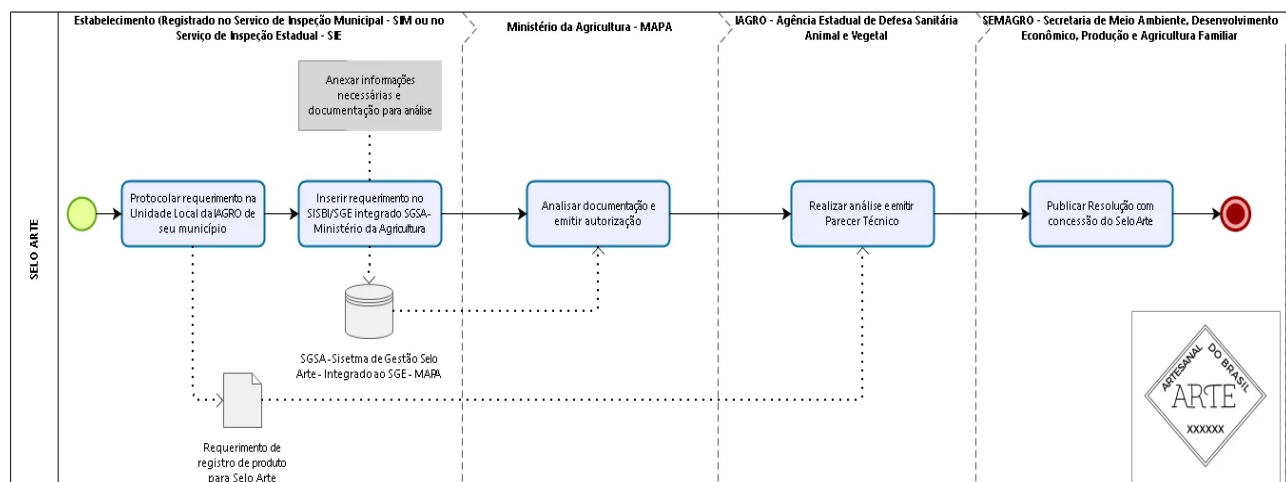 Estabelecimento (Registrado no Servico de Inspeção Municipal - SIM ou no
Serviço de Inspeção Estadual - SIE
Ministério da Agricultura - MAPA
IAGRO - Agência Estadual de Defesa Sanitária
Animal e Vegetal
SEMAGRO - Secretaria de Meio Ambiente, Desenvolvimento
Econômico, Produção e Agricultura Familiar
SELO ARTE
Anexar informações
necessárias e
documentação para análise
Protocolar requerimento na
Unidade Local da IAGRO de
seu município
Inserir requerimento no
SISBI/SGE integrado SGSA-
Ministério da Agricultura
Analisar documentação e
emitir autorização
Realizar análise e emitir
Parecer Técnico
Publicar Resolução com
concessão do Selo Arte
SGSA - Sisetma de Gestão Selo
Arte - Integrado ao SGE - MAPA
Requerimento de
registro de produto
para Selo Arte
ARTESANAL DO BRASIL
ARTE
XXXXXX